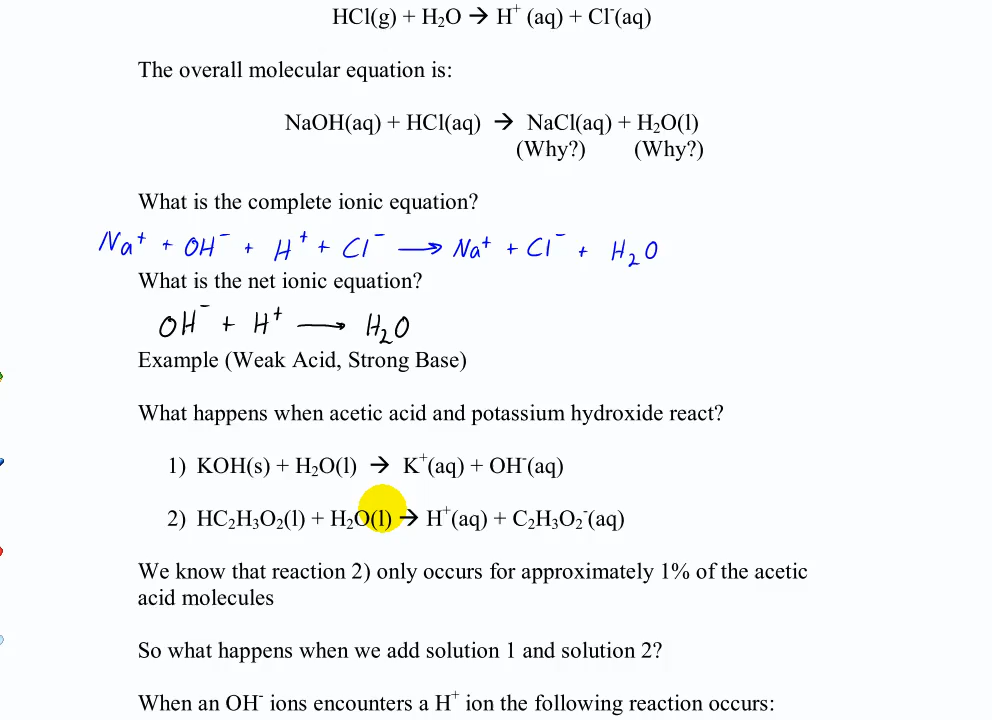 HCl(g) + H₂O → H⁺ (aq) + Cl⁻(aq)
The overall molecular equation is:
NaOH(aq) + HCl(aq) → NaCl(aq) + H₂O(l)
(Why?) (Why?)
What is the complete ionic equation?
Na⁺ + OH⁻ + H⁺ + Cl⁻ → Na⁺ + Cl⁻ + H₂O
What is the net ionic equation?
OH⁻ + H⁺ → H₂O
Example (Weak Acid, Strong Base)
What happens when acetic acid and potassium hydroxide react?
1) KOH(s) + H₂O(l) → K⁺(aq) + OH⁻(aq)
2) HC₂H₃O₂(l) + H₂O(l) → H⁺(aq) + C₂H₃O₂⁻(aq)
We know that reaction 2) only occurs for approximately 1% of the acetic
acid molecules
So what happens when we add solution 1 and solution 2?
When an OH⁻ ions encounters a H⁺ ion the following reaction occurs: